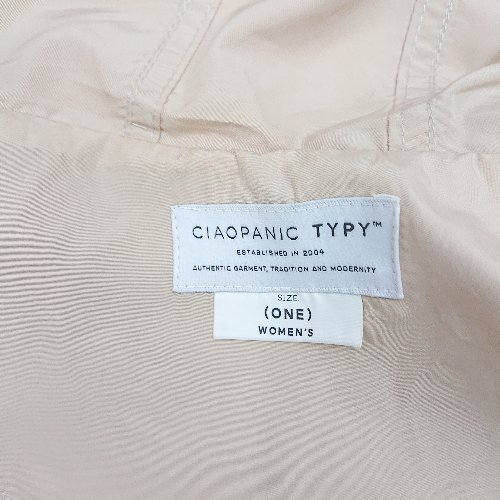 CIAOPANIC TYPY™
ESTABLISHED IN 2004
AUTHENTIC GARMENT, TRADITION AND MODERNITY
SIZE
(ONE)
WOMEN'S